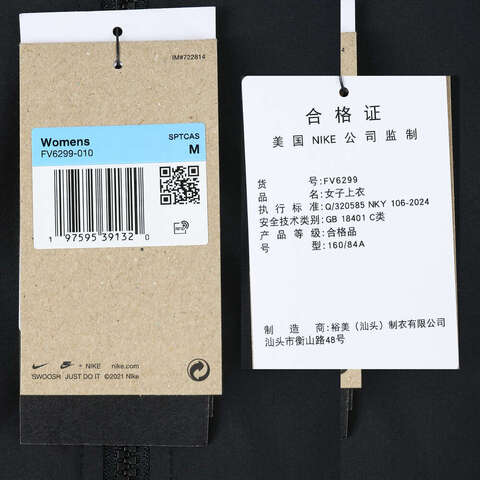 IM#722814
Womens
SPTCAS
FV6299-010
M
1 97595 39132 0
+ NIKE nike.com
SWOOSH JUST DO IT ©2021 Nike
4
合格证
美国 NIKE 公司监制
货号:FV6299
品名:女子上衣
执行标准:Q/320585 NKY 106-2024
安全技术类别:GB 18401 C类
产品等级:合格品
号型:160/84A
制造商:裕美（汕头）制衣有限公司
汕头市衡山路48号